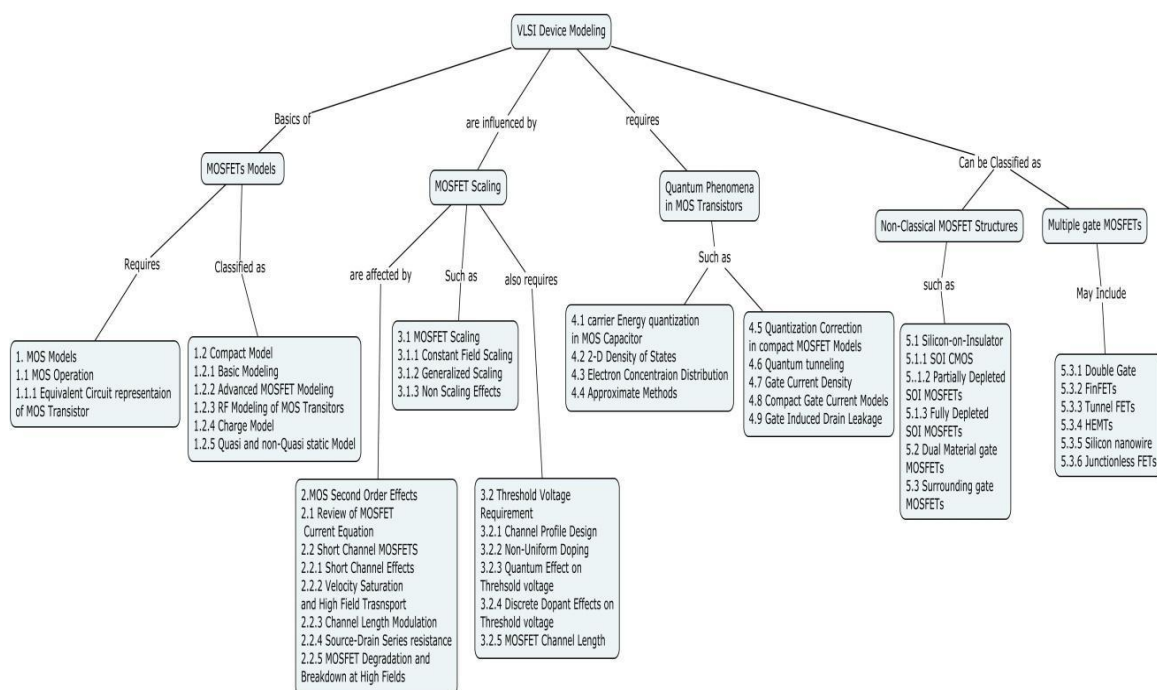 VLSI Device Modeling
Basics of
are influenced by
requires
Can be Classified as
MOSFETs Models
MOSFET Scaling
Quantum Phenomena
in MOS Transistors
Non-Classical MOSFET Structures
Multiple gate MOSFETs
Requires
Classified as
are affected by
Such as
also requires
Such as
such as
May Include
1. MOS Models
1.1 MOS Operation
1.1.1 Equivalent Circuit representaion
of MOS Transistor
1.2 Compact Model
1.2.1 Basic Modeling
1.2.2 Advanced MOSFET Modeling
1.2.3 RF Modeling of MOS Transitors
1.2.4 Charge Model
1.2.5 Quasi and non-Quasi static Model
2.MOS Second Order Effects
2.1 Review of MOSFET
Current Equation
2.2 Short Channel MOSFETS
2.2.1 Short Channel Effects
2.2.2 Velocity Saturation
and High Field Trasnsport
2.2.3 Channel Length Modulation
2.2.4 Source-Drain Series resistance
2.2.5 MOSFET Degradation and
Breakdown at High Fields
3.1 MOSFET Scaling
3.1.1 Constant Field Scaling
3.1.2 Generalized Scaling
3.1.3 Non Scaling Effects
3.2 Threshold Voltage
Requirement
3.2.1 Channel Profile Design
3.2.2 Non-Uniform Doping
3.2.3 Quantum Effect on
Threhsold voltage
3.2.4 Discrete Dopant Effects on
Threshold voltage
3.2.5 MOSFET Channel Length
4.1 carrier Energy quantization
in MOS Capacitor
4.2 2-D Density of States
4.3 Electron Concentraion Distribution
4.4 Approximate Methods
4.5 Quantization Correction
in compact MOSFET Models
4.6 Quantum tunneling
4.7 Gate Current Density
4.8 Compact Gate Current Models
4.9 Gate Induced Drain Leakage
5.1 Silicon-on-Insulator
5.1.1 SOI CMOS
5..1.2 Partially Depleted
SOI MOSFETs
5.1.3 Fully Depleted
SOI MOSFETs
5.2 Dual Material gate
MOSFETs
5.3 Surrounding gate
MOSFETs
5.3.1 Double Gate
5.3.2 FinFETs
5.3.3 Tunnel FETs
5.3.4 HEMTs
5.3.5 Silicon nanowire
5.3.6 Junctionless FETs